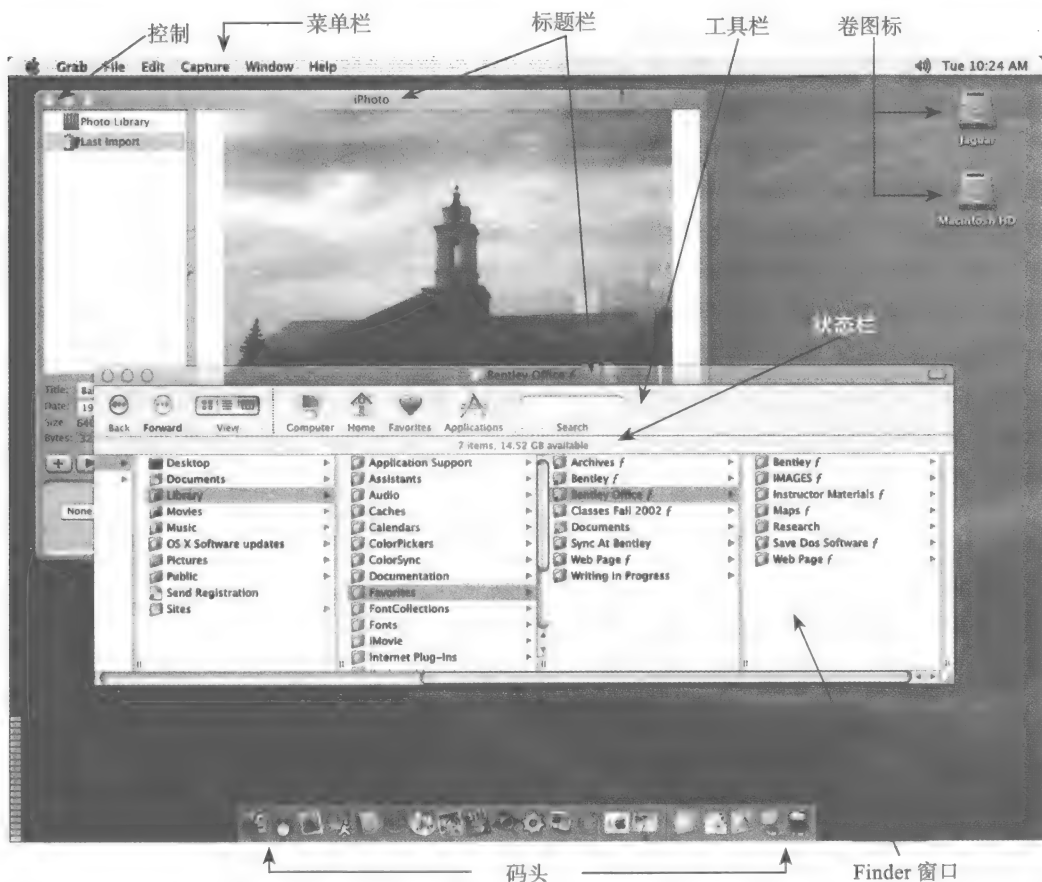 控制
菜单栏
标题栏
工具栏
卷图标
Grab File Edit Capture Window Help
Tue 10:24 AM
iPhoto
Photo Library
Last Import
Jaguar
Macintosh HD
状态栏
Bentley Office ƒ
Title:
Date: 19
Size: 640
Bytes:
Back Forward View Computer Home Favorites Applications Search
7 items, 14.52 GB available
None
Desktop
Documents
Library
Movies
Music
OS X Software updates
Pictures
Public
Send Registration
Sites
Application Support
Assistants
Audio
Caches
Calendars
ColorPickers
ColorSync
Documentation
Favorites
FontCollections
Fonts
iMovie
Internet Plug-Ins
Archives ƒ
Bentley ƒ
Bentley Office ƒ
Classes Fall 2002 ƒ
Documents
Sync At Bentley
Web Page ƒ
Writing In Progress
Bentley ƒ
IMAGES ƒ
Instructor Materials ƒ
Maps ƒ
Research
Save Dos Software ƒ
Web Page ƒ
码头
Finder 窗口